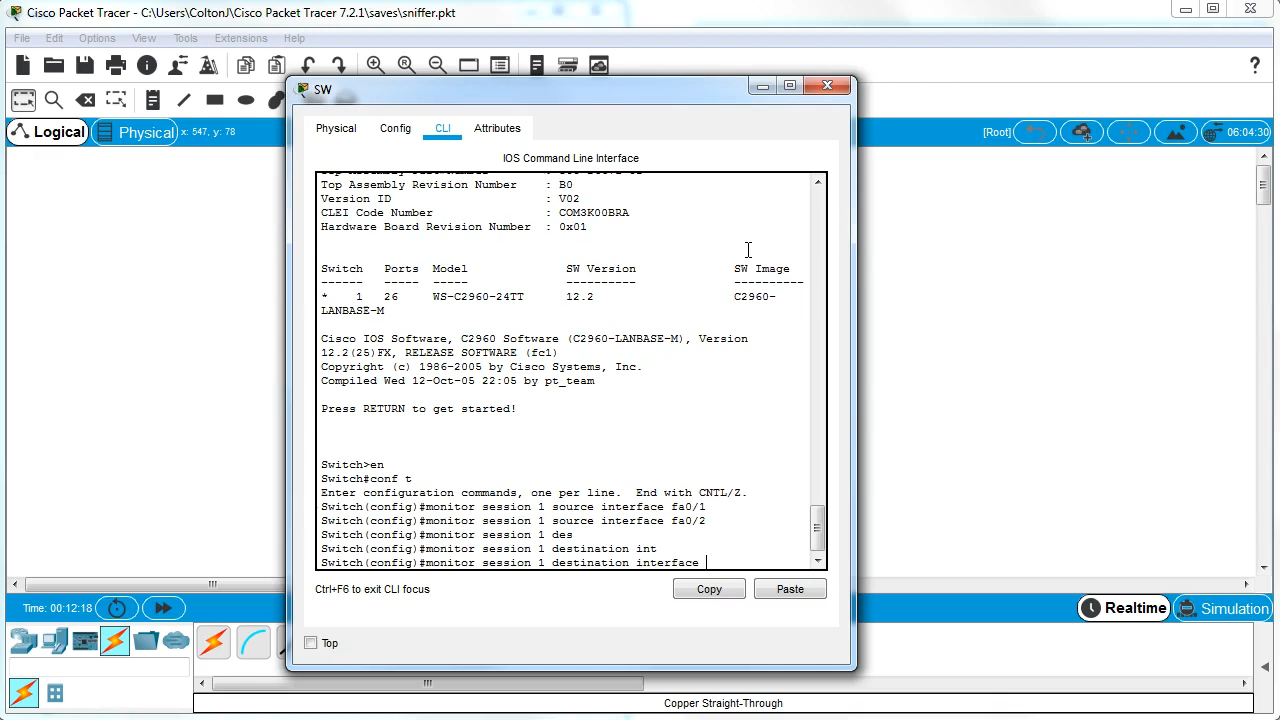 Cisco Packet Tracer - C:\Users\ColtonJ\Cisco Packet Tracer 7.2.1\saves\sniffer.pkt
File Edit Options View Tools Extensions Help
SW
Logical Physical x: 547, y: 78 [Root] 06:04:30
Physical Config CLI Attributes
IOS Command Line Interface
Top Assembly Revision Number : B0
Version ID : V02
CLEI Code Number : COM3K00BRA
Hardware Board Revision Number : 0x01
Switch Ports Model SW Version SW Image
------ ----- ----- ---------- ----------
* 1 26 WS-C2960-24TT 12.2 C2960-
LANBASE-M
Cisco IOS Software, C2960 Software (C2960-LANBASE-M), Version
12.2(25)FX, RELEASE SOFTWARE (fc1)
Copyright (c) 1986-2005 by Cisco Systems, Inc.
Compiled Wed 12-Oct-05 22:05 by pt_team
Press RETURN to get started!
Switch>en
Switch#conf t
Enter configuration commands, one per line. End with CNTL/Z.
Switch(config)#monitor session 1 source interface fa0/1
Switch(config)#monitor session 1 source interface fa0/2
Switch(config)#monitor session 1 des
Switch(config)#monitor session 1 destination int
Switch(config)#monitor session 1 destination interface
Ctrl+F6 to exit CLI focus Copy Paste
Top
Time: 00:12:18 Realtime Simulation
Copper Straight-Through